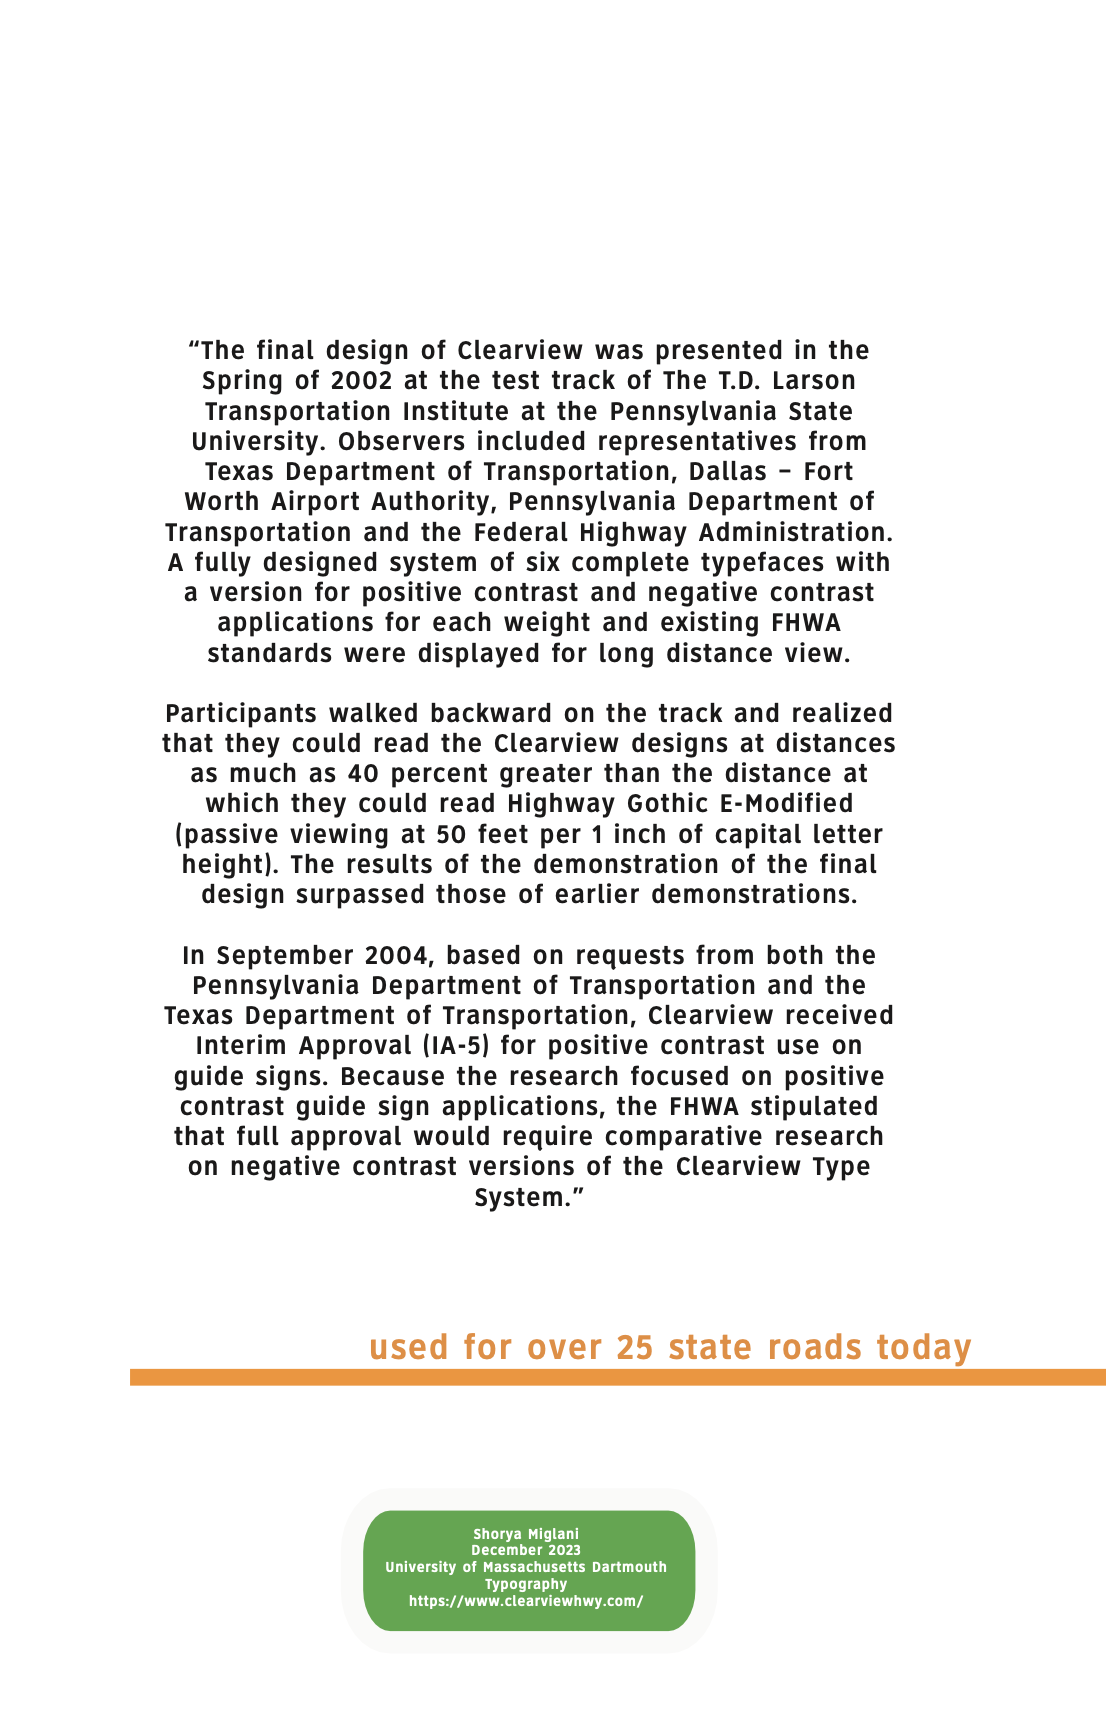 “The final design of Clearview was presented in the
Spring of 2002 at the test track of The T.D. Larson
Transportation Institute at the Pennsylvania State
University. Observers included representatives from
Texas Department of Transportation, Dallas – Fort
Worth Airport Authority, Pennsylvania Department of
Transportation and the Federal Highway Administration.
A fully designed system of six complete typefaces with
a version for positive contrast and negative contrast
applications for each weight and existing FHWA
standards were displayed for long distance view.
Participants walked backward on the track and realized
that they could read the Clearview designs at distances
as much as 40 percent greater than the distance at
which they could read Highway Gothic E-Modified
(passive viewing at 50 feet per 1 inch of capital letter
height). The results of the demonstration of the final
design surpassed those of earlier demonstrations.
In September 2004, based on requests from both the
Pennsylvania Department of Transportation and the
Texas Department of Transportation, Clearview received
Interim Approval (IA-5) for positive contrast use on
guide signs. Because the research focused on positive
contrast guide sign applications, the FHWA stipulated
that full approval would require comparative research
on negative contrast versions of the Clearview Type
System.”
used for over 25 state roads today
Shorya Miglani
December 2023
University of Massachusetts Dartmouth
Typography
https://www.clearviewhwy.com/